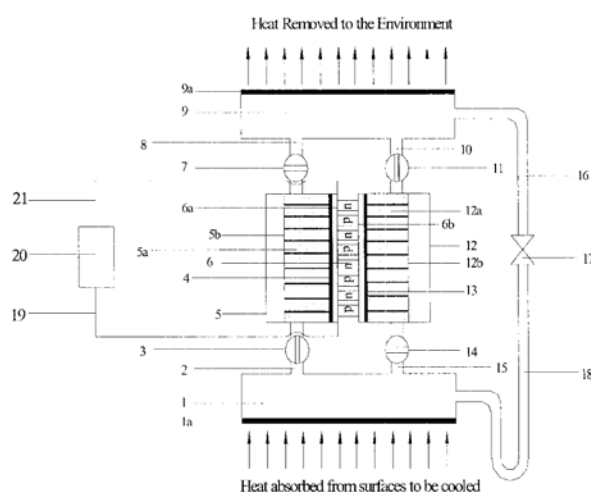 Heat Removed to the Environment
9a
9
8
10
7
11
16
21
6a
n
p
12a
5b
6b
20
5a
12
17
6
12b
4
13
19
5
3
14
2
15
18
1
1a
Heat absorbed from surfaces to be cooled